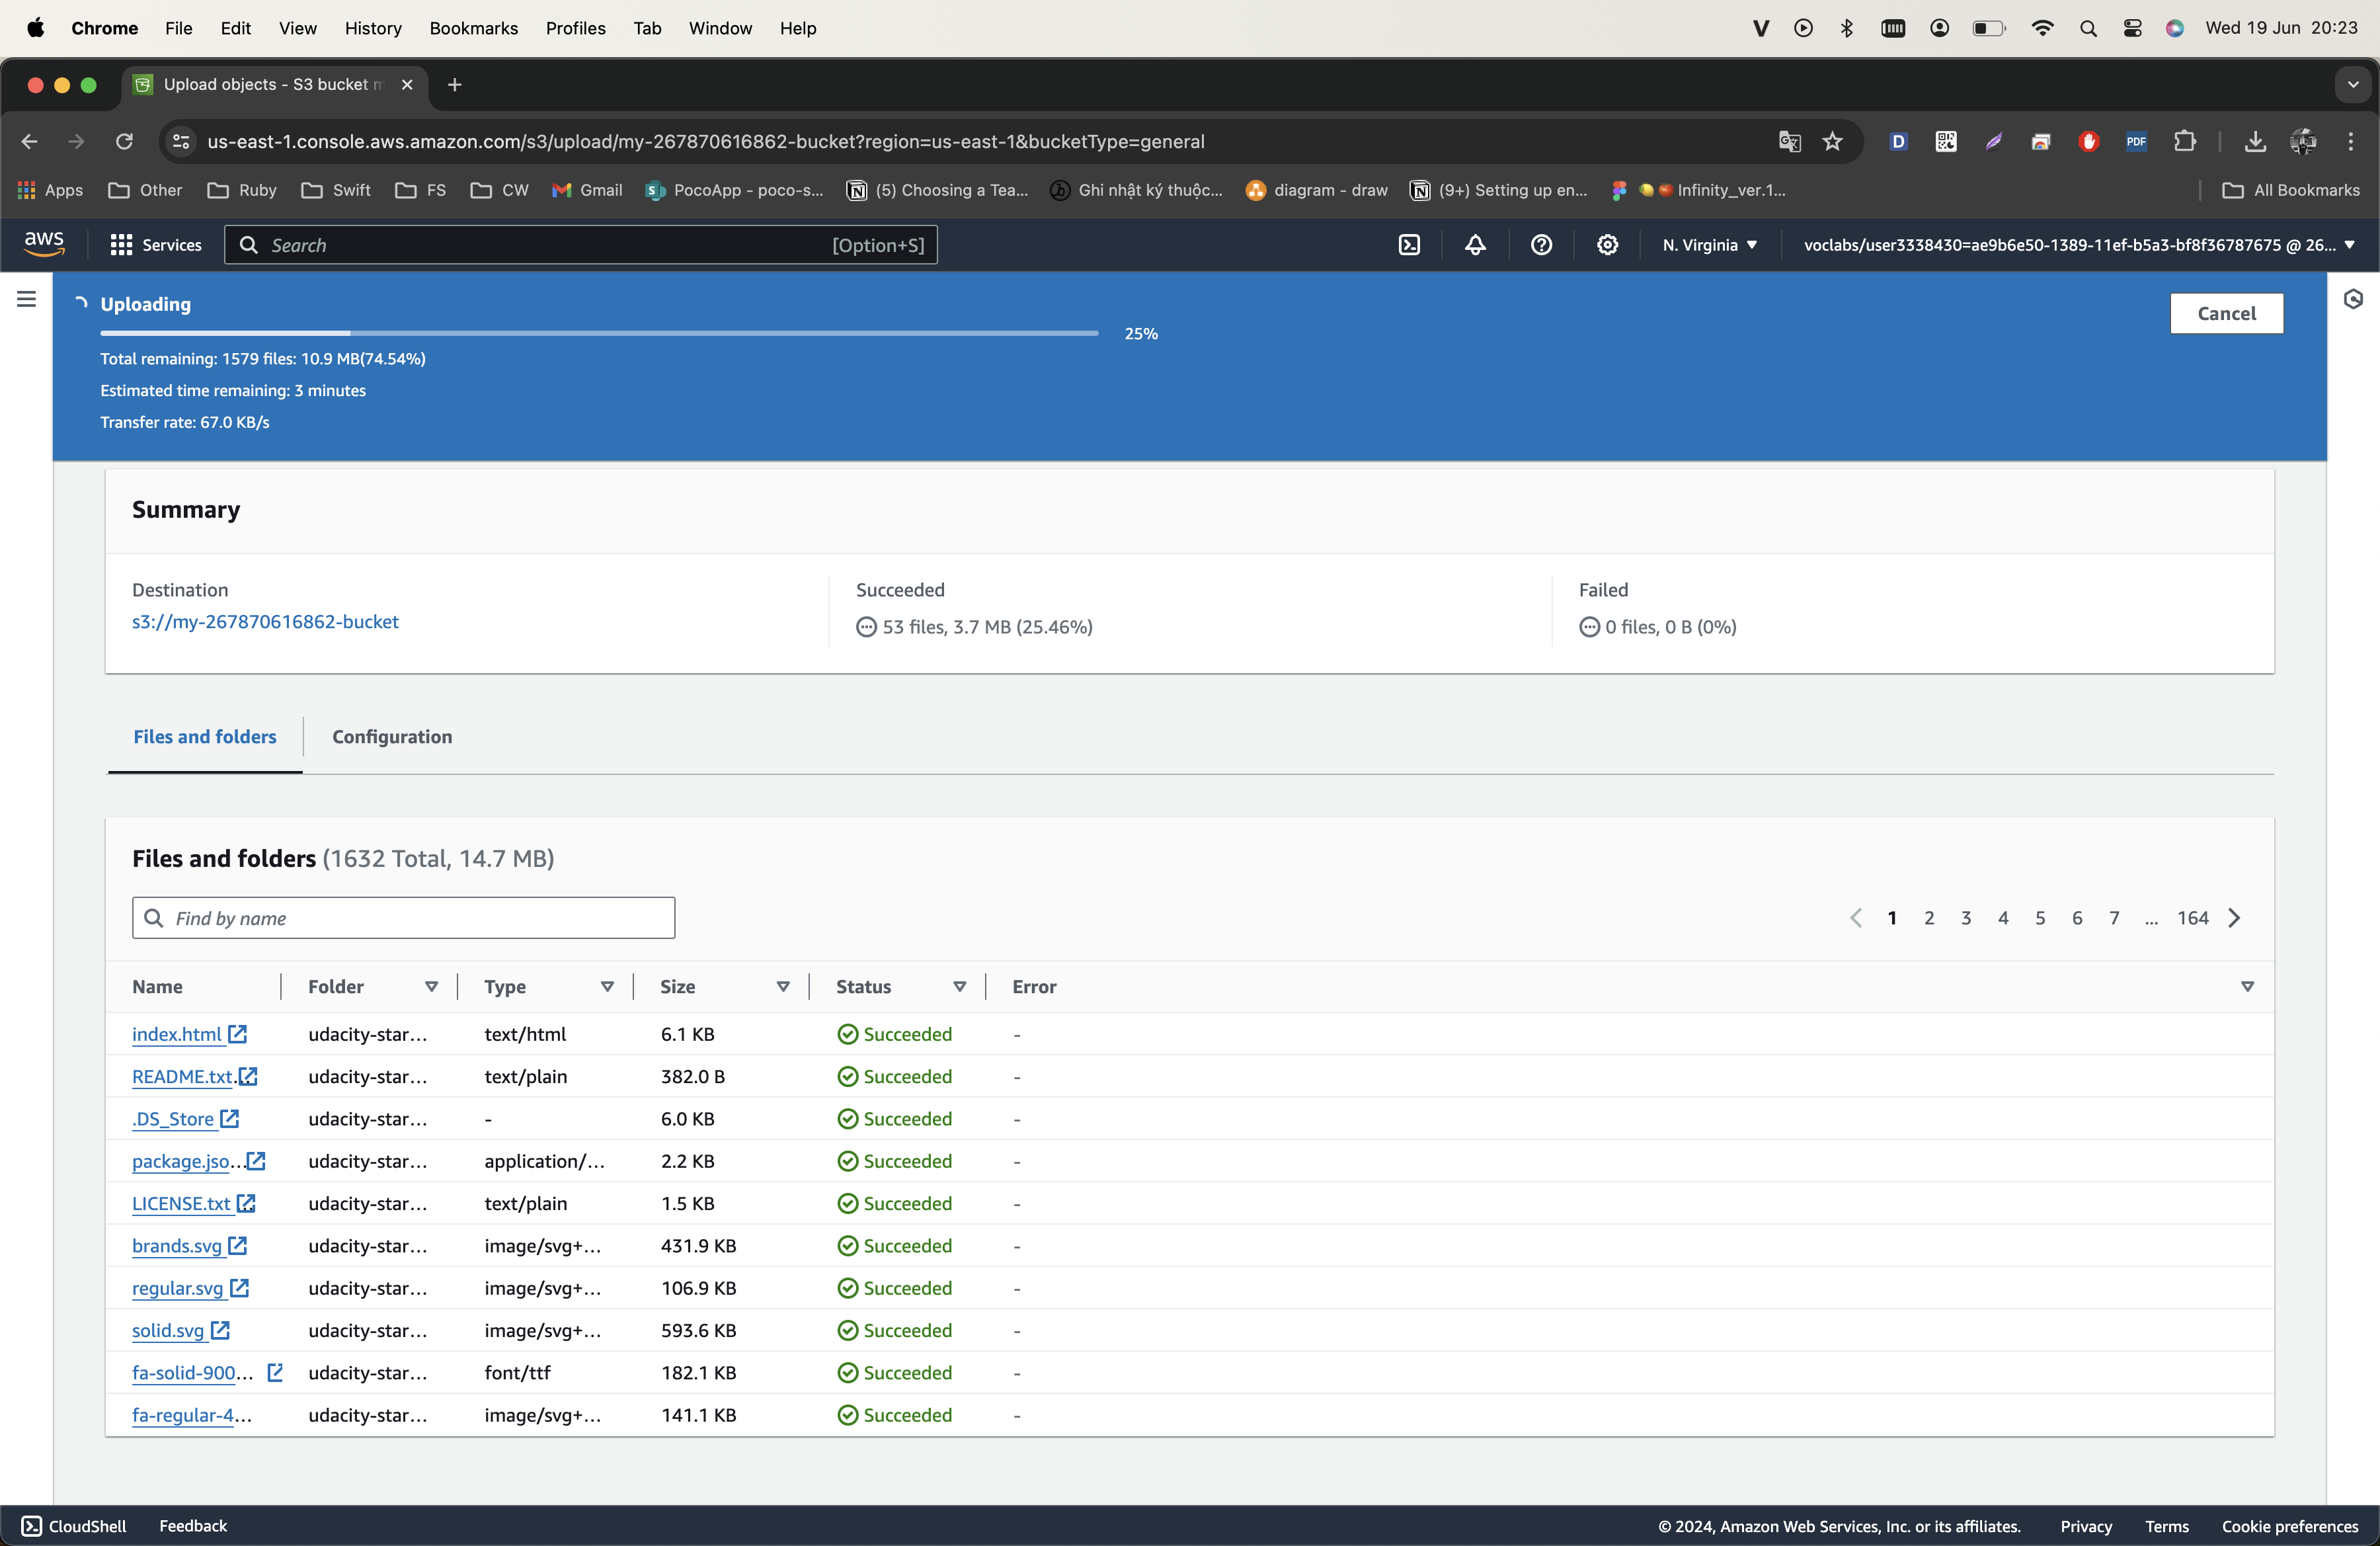 Chrome File Edit View History Bookmarks Profiles Tab Window Help Wed 19 Jun 20:23
Upload objects - S3 bucket m
us-east-1.console.aws.amazon.com/s3/upload/my-267870616862-bucket?region=us-east-1&bucketType=general
Apps Other Ruby Swift FS CW Gmail PocoApp - poco-s... (5) Choosing a Tea... Ghi nhật ký thuộc... diagram - draw (9+) Setting up en... Infinity_ver.1... All Bookmarks
aws Services Search [Option+S] N. Virginia voclabs/user3338430=ae9b6e50-1389-11ef-b5a3-bf8f36787675 @ 26...
Uploading
Cancel
25%
Total remaining: 1579 files: 10.9 MB(74.54%)
Estimated time remaining: 3 minutes
Transfer rate: 67.0 KB/s
Summary
Destination Succeeded Failed
s3://my-267870616862-bucket 53 files, 3.7 MB (25.46%) 0 files, 0 B (0%)
Files and folders Configuration
Files and folders (1632 Total, 14.7 MB)
Find by name 1 2 3 4 5 6 7 ... 164
Name Folder Type Size Status Error
index.html udacity-star... text/html 6.1 KB Succeeded -
README.txt... udacity-star... text/plain 382.0 B Succeeded -
.DS_Store udacity-star... - 6.0 KB Succeeded -
package.jso... udacity-star... application/... 2.2 KB Succeeded -
LICENSE.txt... udacity-star... text/plain 1.5 KB Succeeded -
brands.svg udacity-star... image/svg+... 431.9 KB Succeeded -
regular.svg udacity-star... image/svg+... 106.9 KB Succeeded -
solid.svg udacity-star... image/svg+... 593.6 KB Succeeded -
fa-solid-900... udacity-star... font/ttf 182.1 KB Succeeded -
fa-regular-4... udacity-star... image/svg+... 141.1 KB Succeeded -
CloudShell Feedback © 2024, Amazon Web Services, Inc. or its affiliates. Privacy Terms Cookie preferences